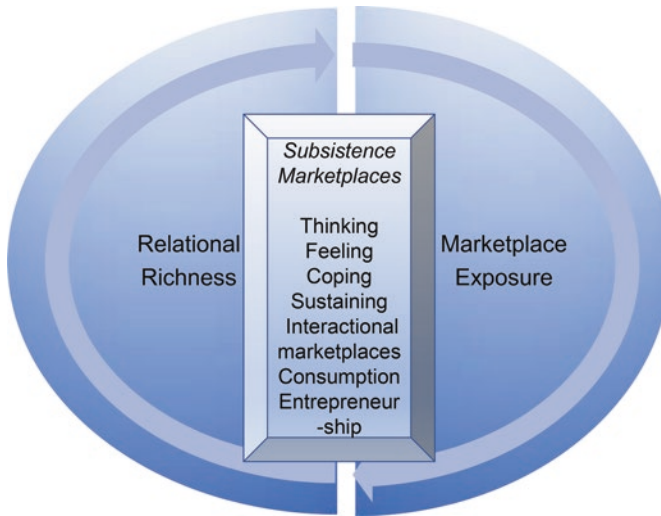 Relational
Richness
Subsistence
Marketplaces
Thinking
Feeling
Coping
Sustaining
Interactional
marketplaces
Consumption
Entrepreneur
-ship
Marketplace
Exposure